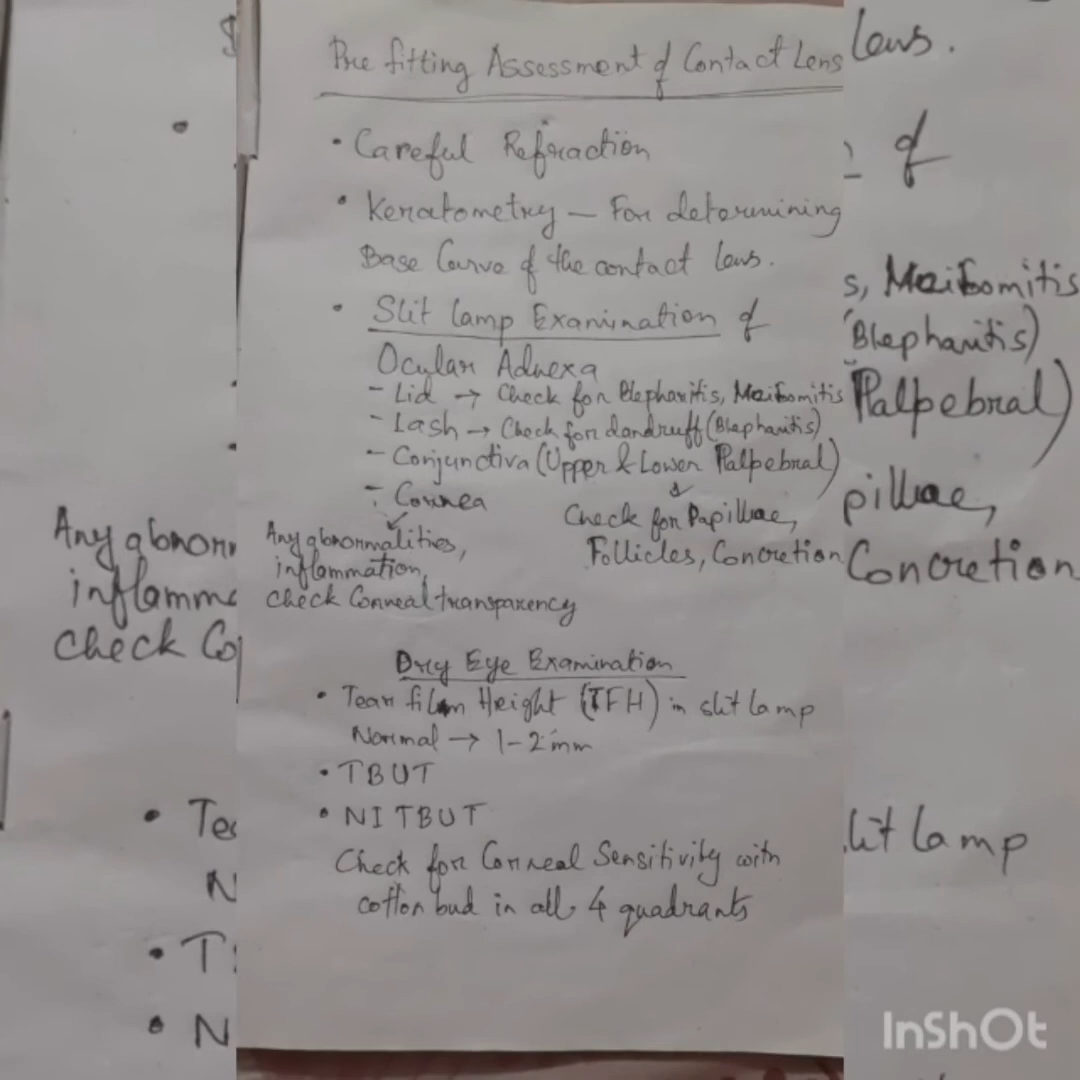 Pre fitting Assessment of Contact Lens
• Careful Refraction
• Keratometry – For determining
Base Curve of the contact lens.
• Slit Lamp Examination of
Ocular Adnexa
– Lid → Check for Blepharitis, Meibomitis
– Lash → Check for dandruff (Blepharitis)
– Conjunctiva (Upper & Lower Palpebral)
– Cornea
Check for Papillae,
Follicles, Concretion
Any abnormalities,
inflammation,
check Corneal transparency
Dry Eye Examination
• Tear film Height (TFH) in slit lamp
Normal → 1-2mm
• TBUT
• NITBUT
Check for Corneal Sensitivity with
cotton bud in all 4 quadrants
InShOt